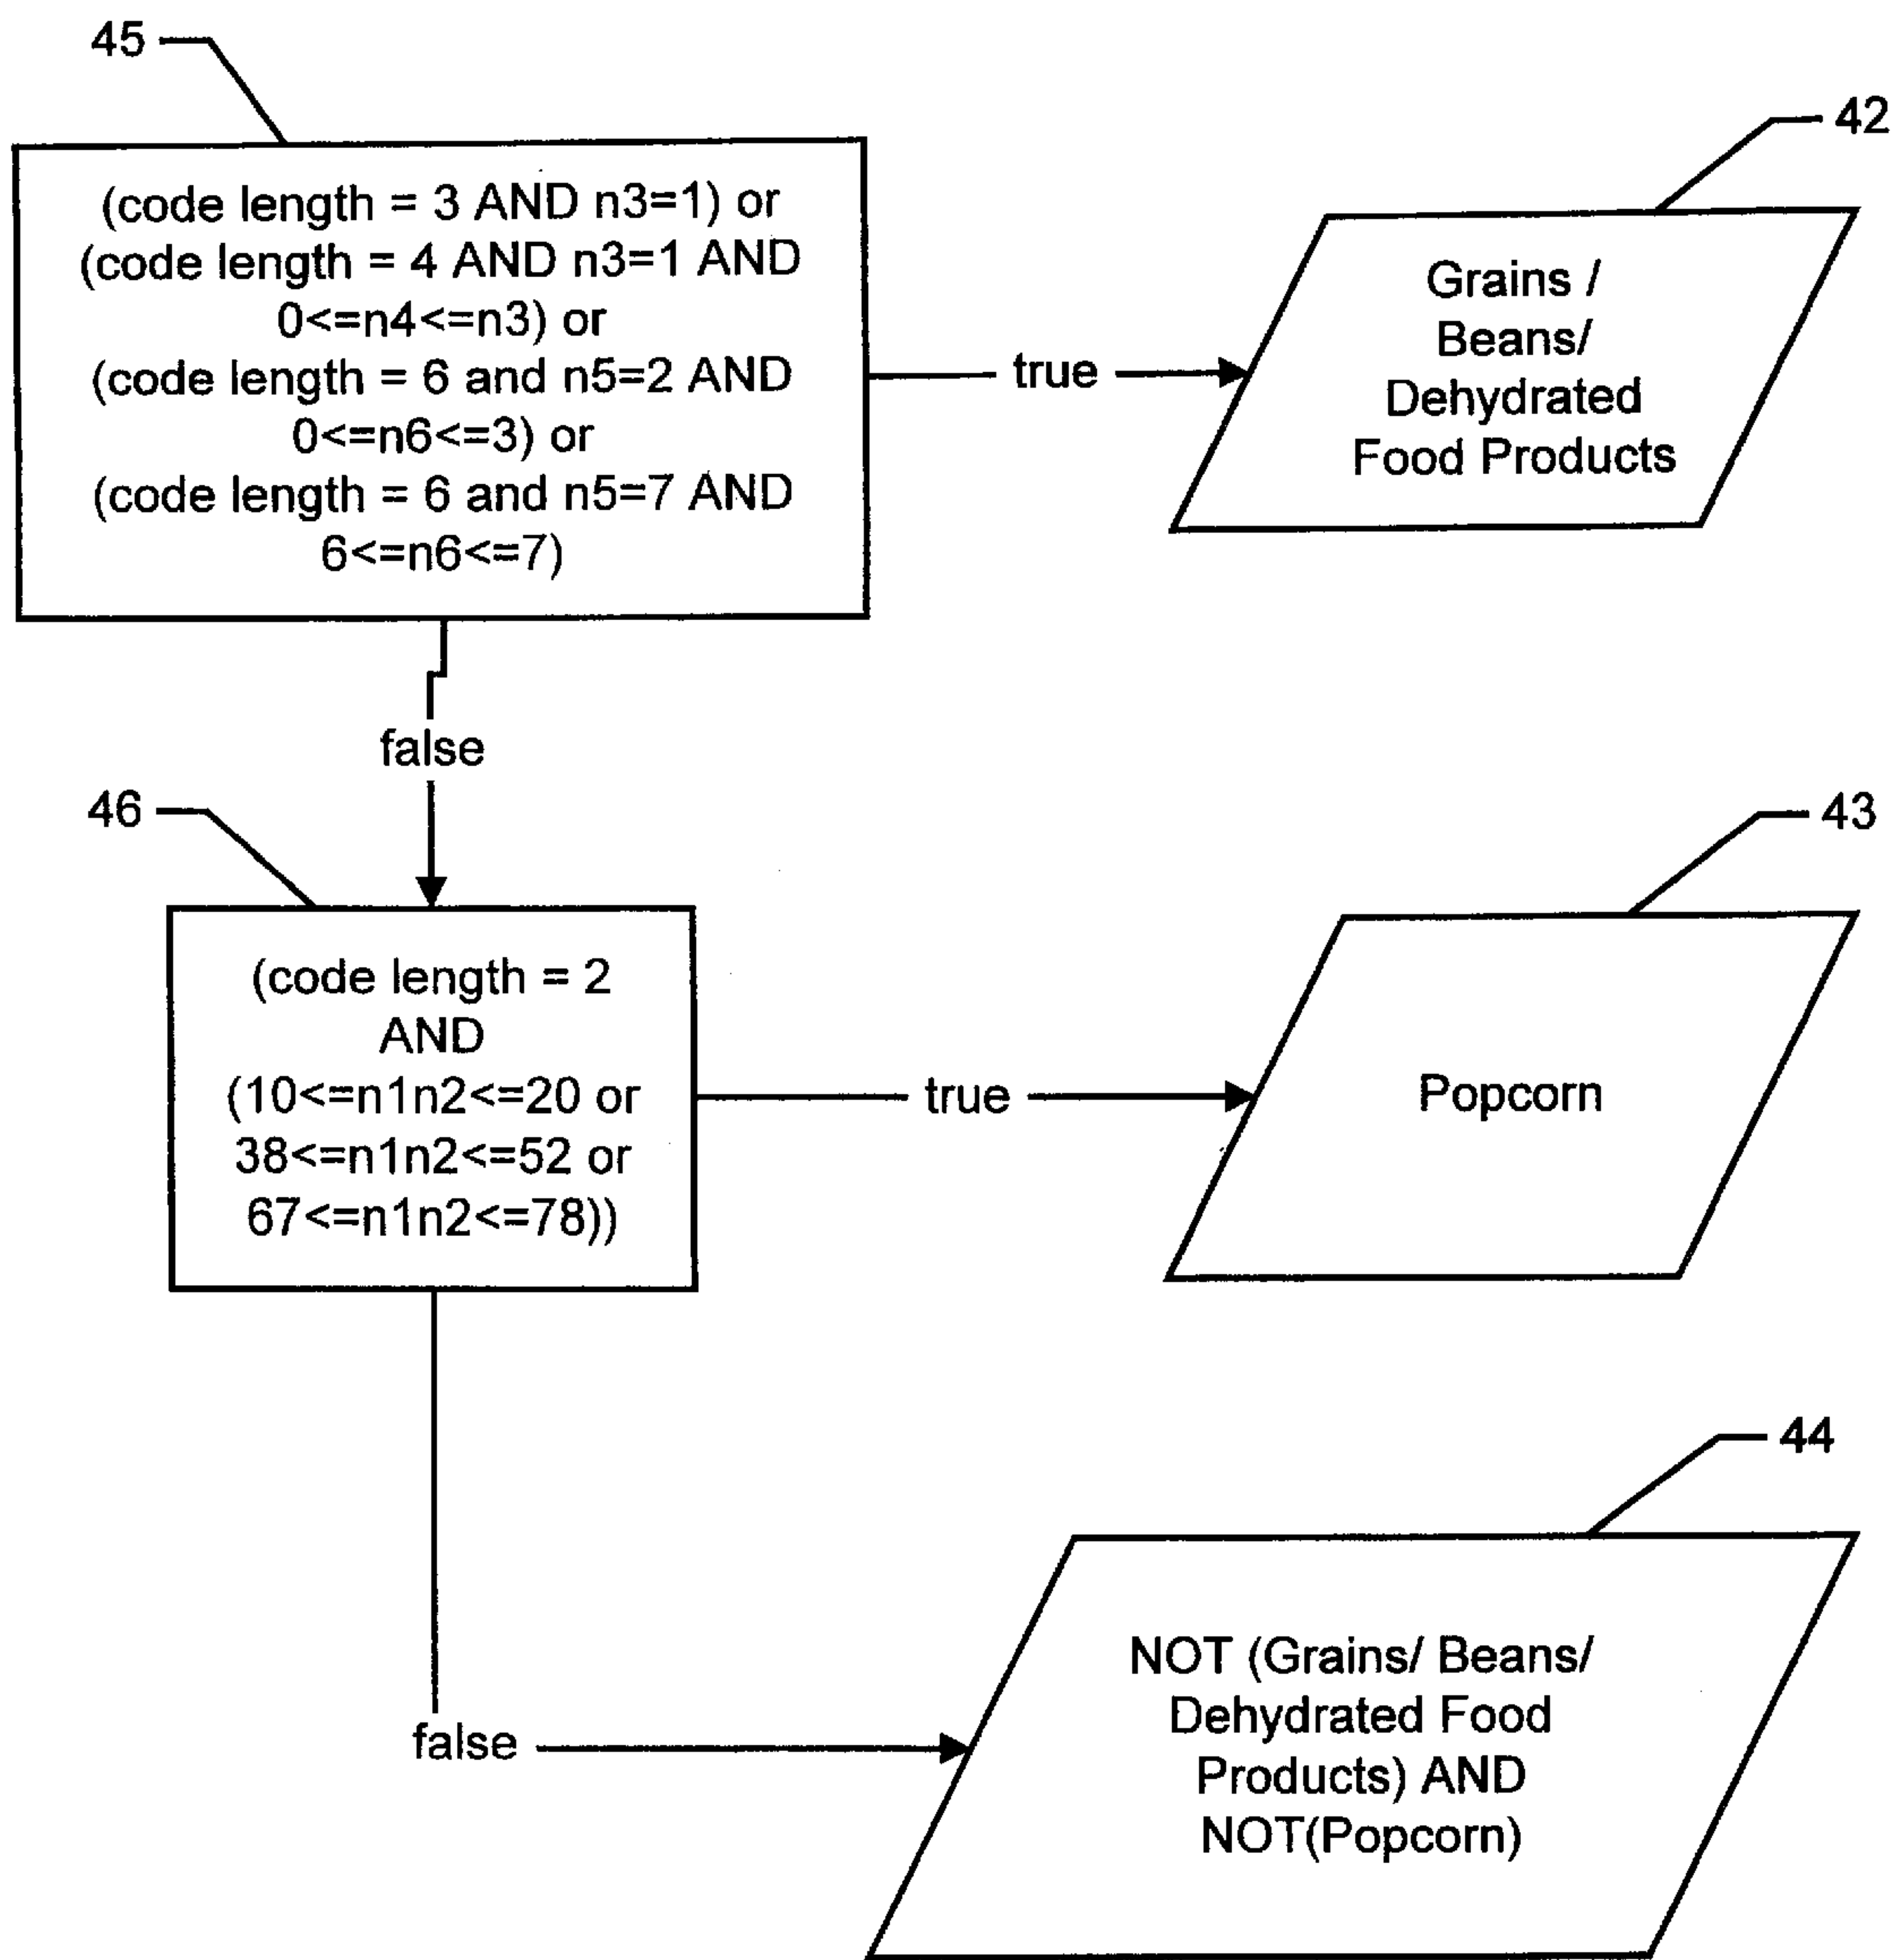 45
42
(code length = 3 AND n3=1) or
(code length = 4 AND n3=1 AND
0<=n4<=n3) or
(code length = 6 and n5=2 AND
0<=n6<=3) or
(code length = 6 and n5=7 AND
6<=n6<=7)
true
Grains /
Beans/
Dehydrated
Food Products
false
46
43
(code length = 2
AND
(10<=n1n2<=20 or
38<=n1n2<=52 or
67<=n1n2<=78))
true
Popcorn
44
false
NOT (Grains/ Beans/
Dehydrated Food
Products) AND
NOT(Popcorn)